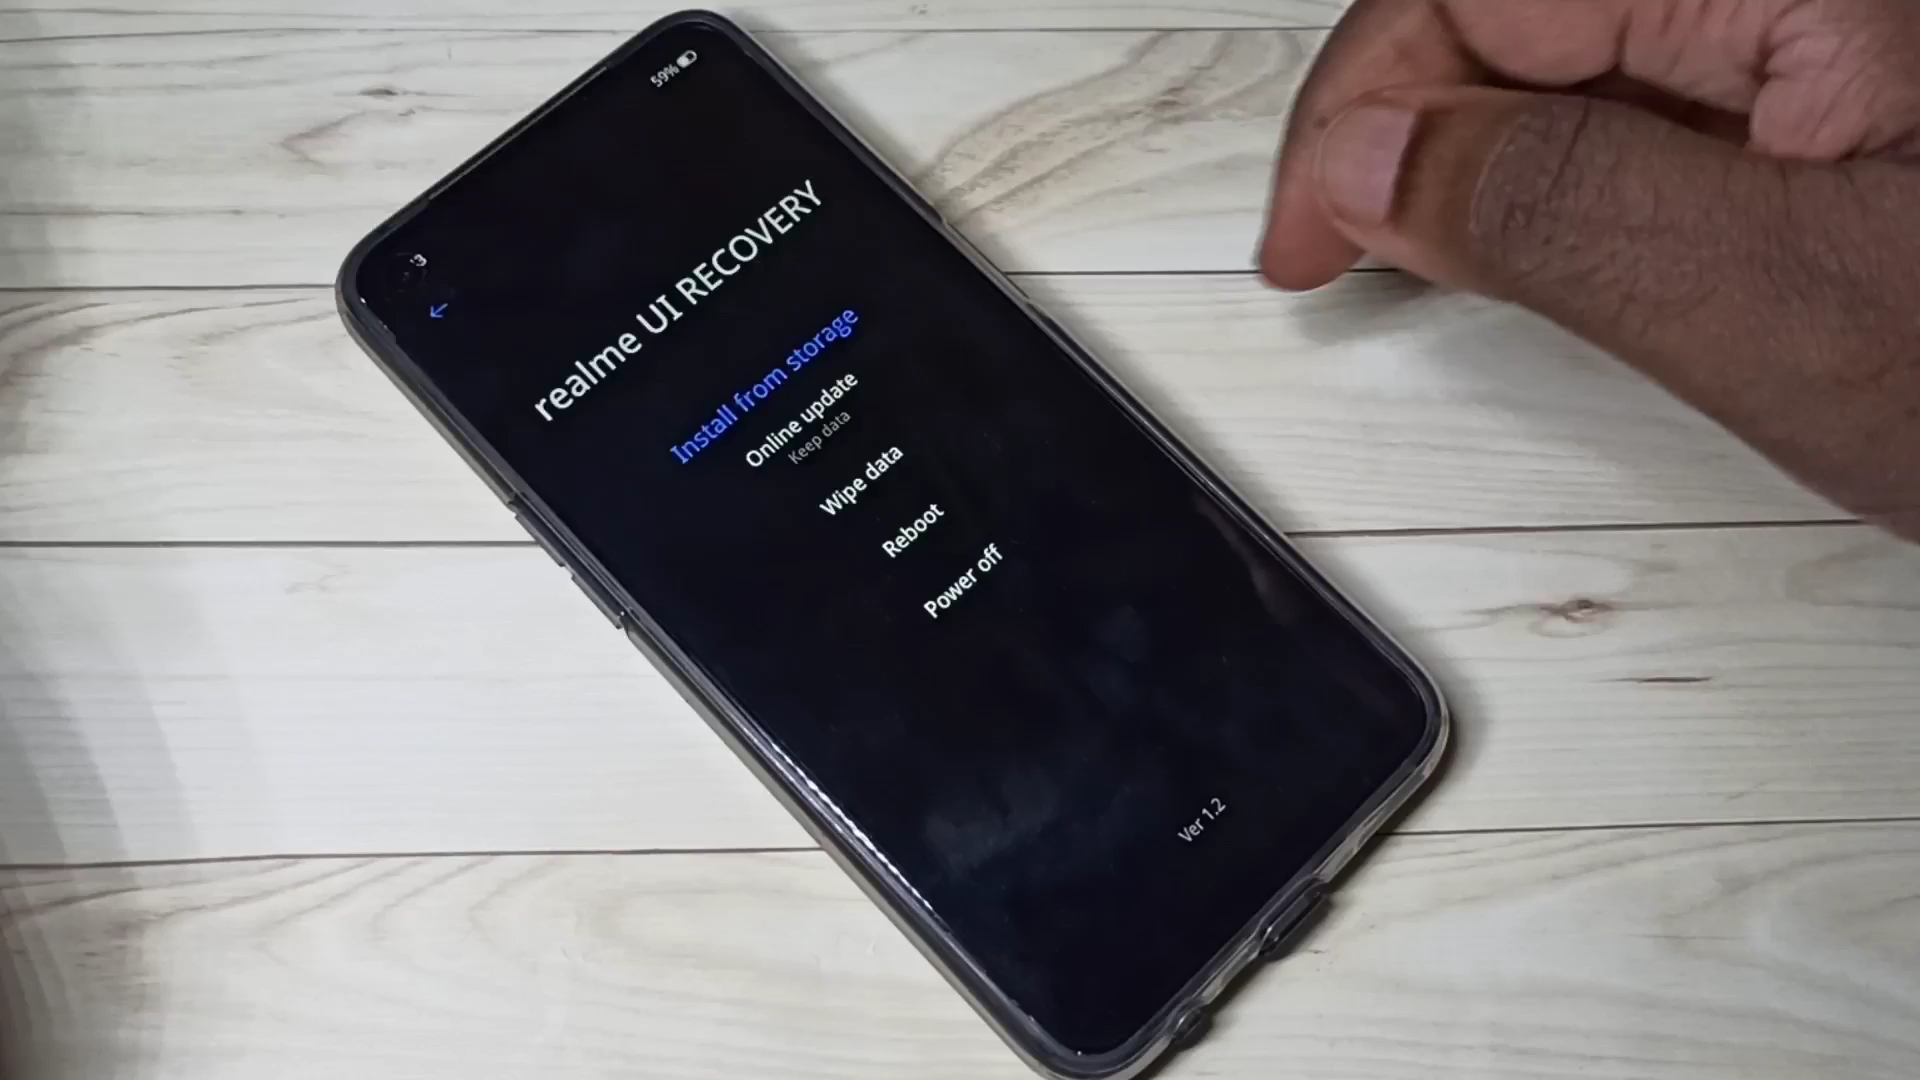 59%
realme UI RECOVERY
Install from storage
Online update
Keep data
Wipe data
Reboot
Power off
Ver 1.2